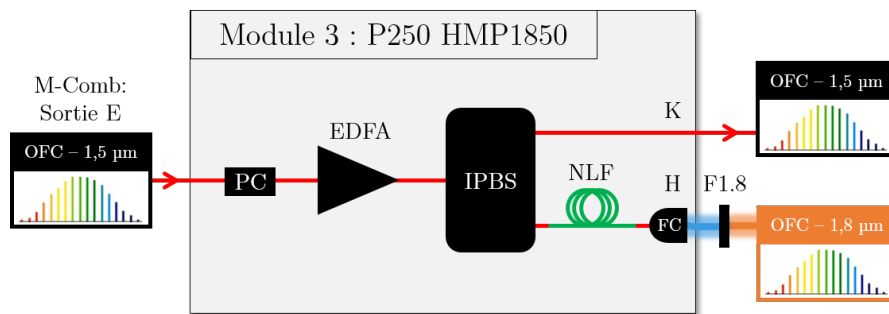 Module 3 : P250 HMP1850
M-Comb:
Sortie E
OFC – 1,5 µm
PC
EDFA
IPBS
K
NLF
H
FC
F1.8
OFC – 1,5 µm
OFC – 1,8 µm